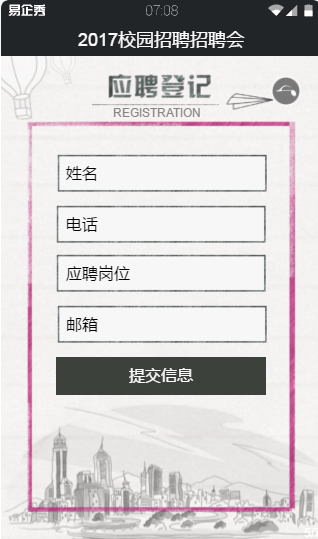 易企秀 07:08
2017校园招聘招聘会
应聘登记
REGISTRATION
姓名
电话
应聘岗位
邮箱
提交信息